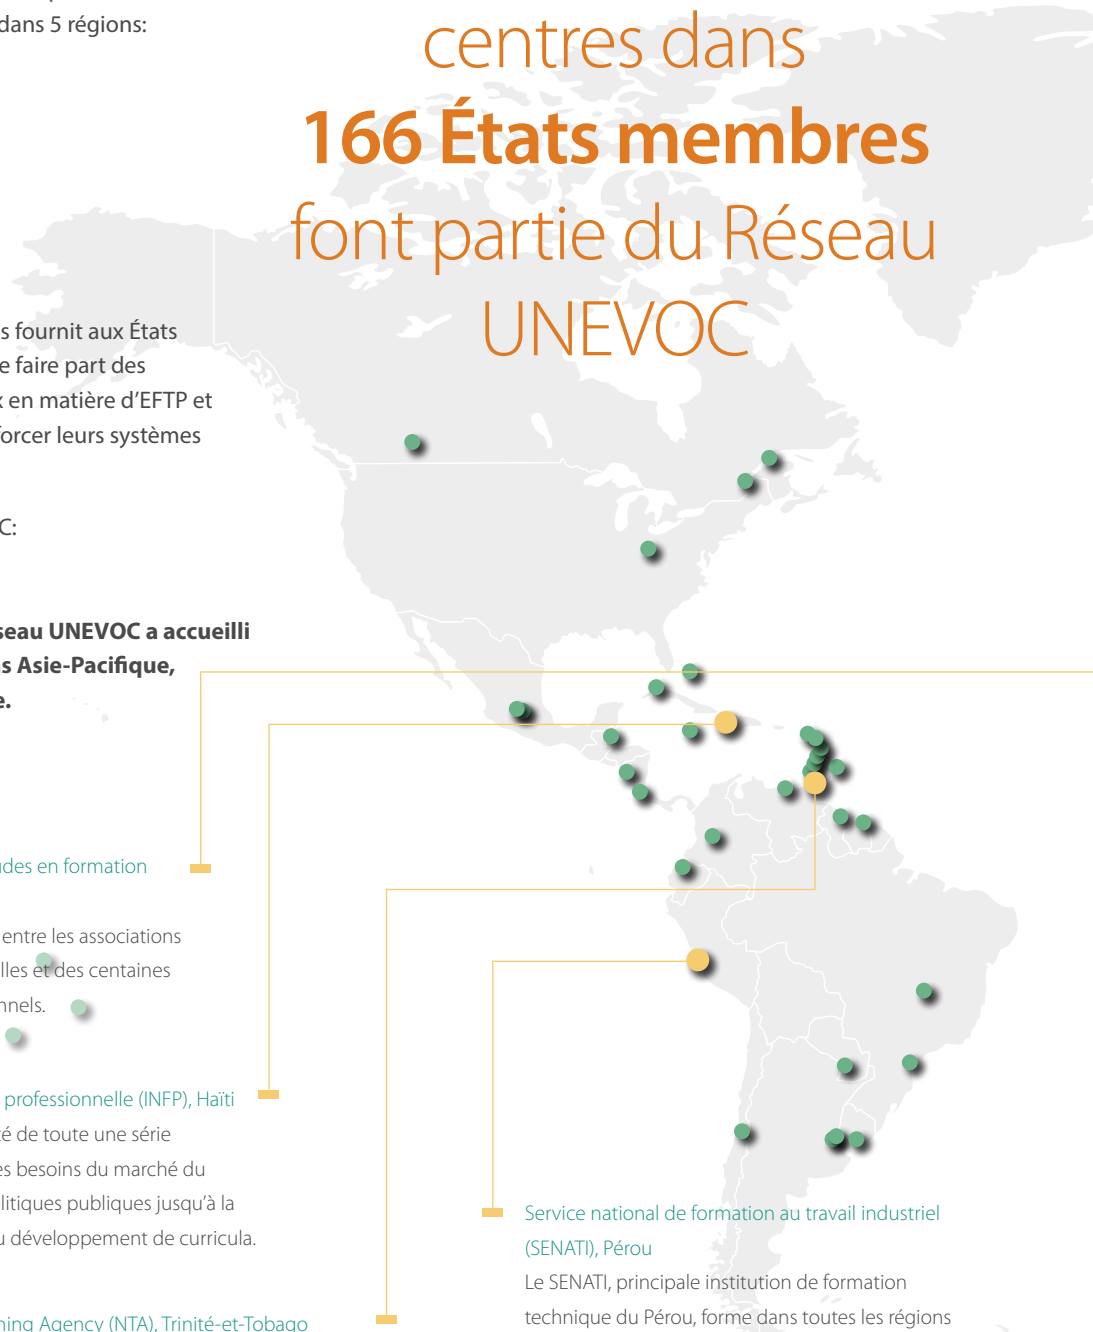 dans 5 régions:
centres dans
166 États membres
font partie du Réseau
UNEVOC
s fournit aux États
e faire part des
x en matière d'EFTP et
forcer leurs systèmes
C:
seau UNEVOC a accueilli
s Asie-Pacifique,
e.
udes en formation
entre les associations
elles et des centaines
nnels.
professionnelle (INFP), Haïti
té de toute une série
es besoins du marché du
litiques publiques jusqu'à la
u développement de curricula.
ning Agency (NTA), Trinité-et-Tobago
Service national de formation au travail industriel
(SENATI), Pérou
Le SENATI, principale institution de formation
technique du Pérou, forme dans toutes les régions